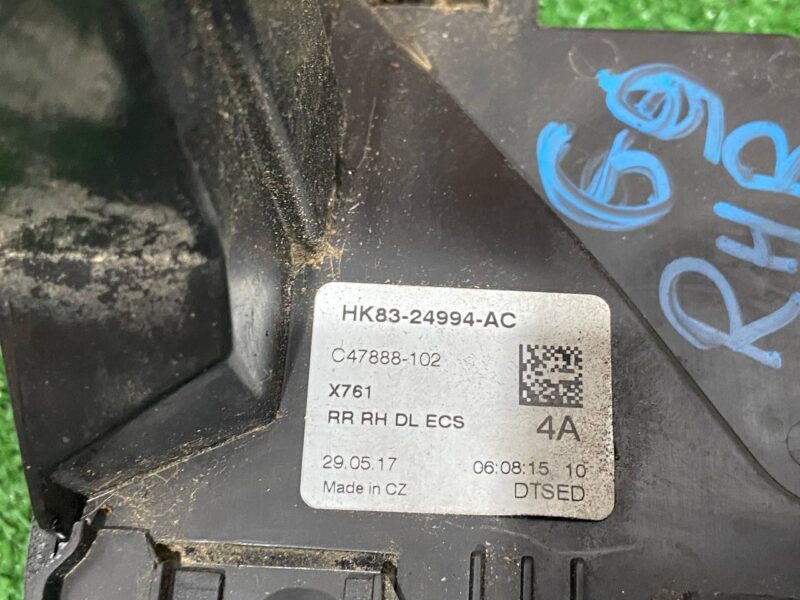 69
RHR
HK83-24994-AC
C47888-102
X761
RR RH DL ECS
4A
29.05.17 06:08:15 10
Made in CZ DTSED